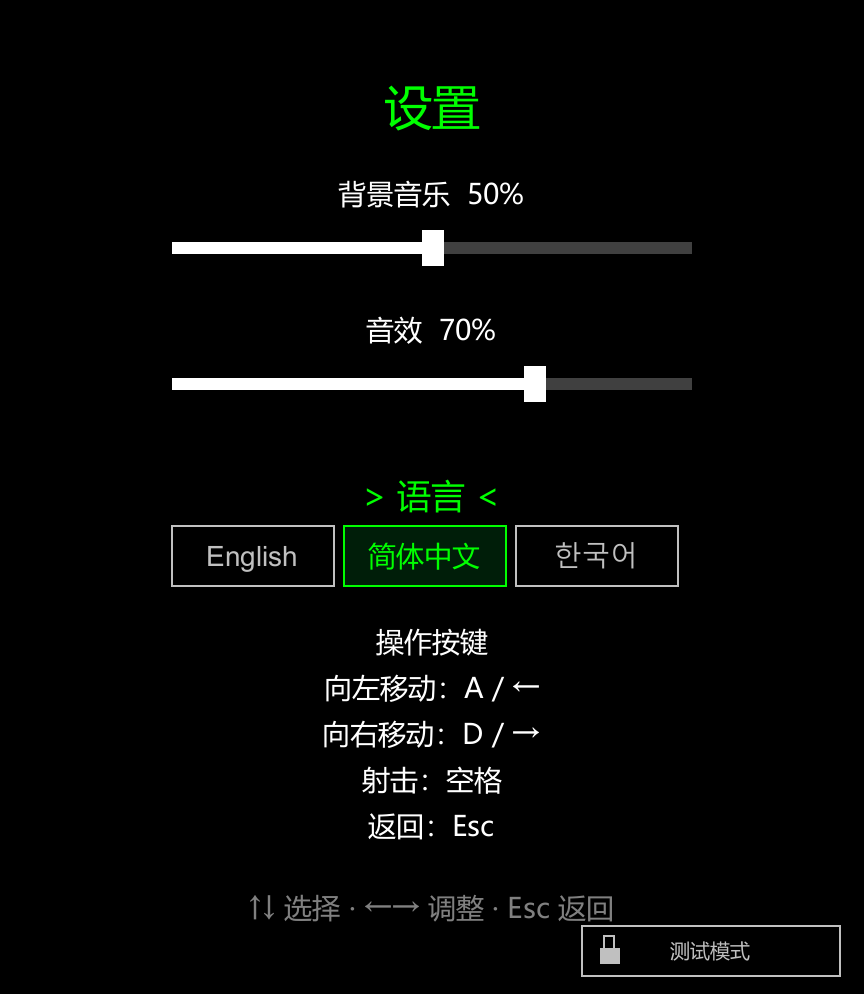 设置
背景音乐 50%
音效 70%
> 语言 <
English 简体中文 한국어
操作按键
向左移动: A / ←
向右移动: D / →
射击: 空格
返回: Esc
↑↓ 选择 · ←→ 调整 · Esc 返回
测试模式